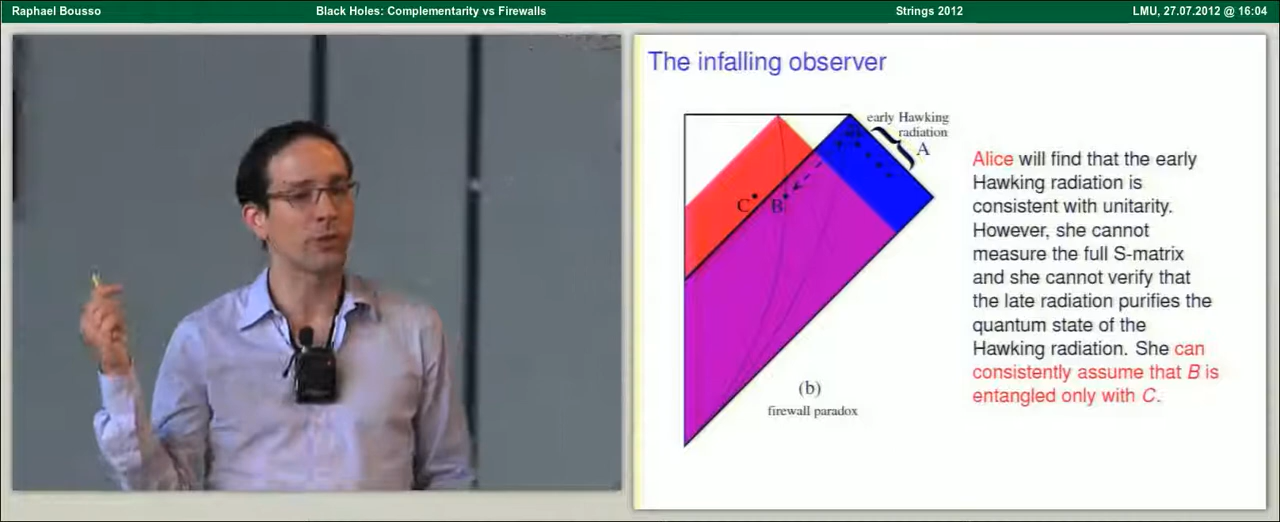 Raphael Bousso Black Holes: Complementarity vs Firewalls Strings 2012 LMU, 27.07.2012 @ 16:04
The infalling observer
early Hawking
radiation
A
C
B
(b)
firewall paradox
Alice will find that the early
Hawking radiation is
consistent with unitarity.
However, she cannot
measure the full S-matrix
and she cannot verify that
the late radiation purifies the
quantum state of the
Hawking radiation. She can
consistently assume that B is
entangled only with C.